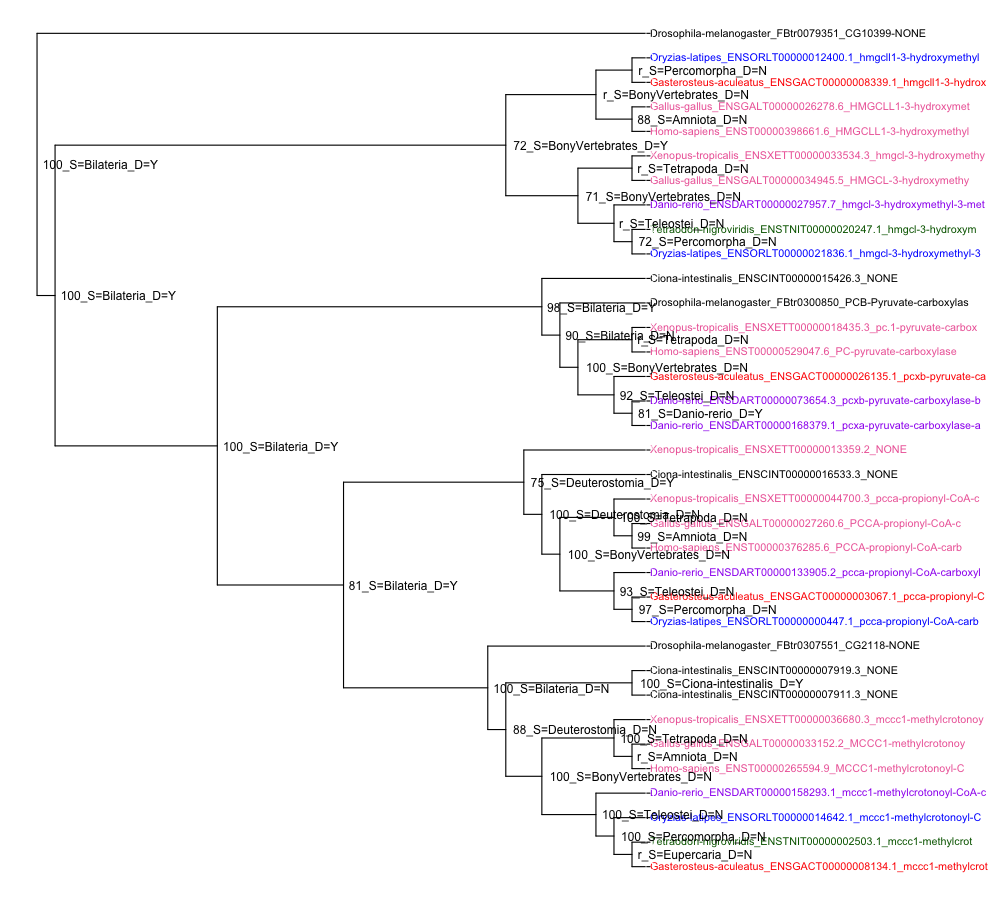 Drosophila-melanogaster_FBtr0079351_CG10399-NONE
Oryzias-latipes_ENSORLT00000012400.1_hmgcll1-3-hydroxymethyl
r_S=Percomorpha_D=N
Gasterosteus-aculeatus_ENSGACT00000008339.1_hmgcll1-3-hydrox
r_S=BonyVertebrates_D=N
Gallus-gallus_ENSGALT00000026278.6_HMGCLL1-3-hydroxymet
88_S=Amniota_D=N
Homo-sapiens_ENST00000398661.6_HMGCLL1-3-hydroxymethyl
72_S=BonyVertebrates_D=Y
Xenopus-tropicalis_ENSXETT00000033534.3_hmgcl-3-hydroxymethy
100_S=Bilateria_D=Y
r_S=Tetrapoda_D=N
Gallus-gallus_ENSGALT00000034945.5_HMGCL-3-hydroxymethy
71_S=BonyVertebrates_D=N
Danio-rerio_ENSDART00000027957.7_hmgcl-3-hydroxymethyl-3-met
r_S=Teleostei_D=N
Tetraodon-nigroviridis_ENSTNIT00000020247.1_hmgcl-3-hydroxym
72_S=Percomorpha_D=N
Oryzias-latipes_ENSORLT00000021836.1_hmgcl-3-hydroxymethyl-3
Ciona-intestinalis_ENSCINT00000015426.3_NONE
100_S=Bilateria_D=Y
Drosophila-melanogaster_FBtr0300850_PCB-Pyruvate-carboxylas
98_S=Bilateria_D=Y
Xenopus-tropicalis_ENSXETT00000018435.3_pc.1-pyruvate-carbox
90_S=Bilateria_D=N
r_S=Tetrapoda_D=N
Homo-sapiens_ENST00000529047.6_PC-pyruvate-carboxylase
100_S=BonyVertebrates_D=N
Gasterosteus-aculeatus_ENSGACT00000026135.1_pcxb-pyruvate-ca
92_S=Teleostei_D=N
Danio-rerio_ENSDART00000073654.3_pcxb-pyruvate-carboxylase-b
81_S=Danio-rerio_D=Y
Danio-rerio_ENSDART00000168379.1_pcxa-pyruvate-carboxylase-a
100_S=Bilateria_D=Y
Xenopus-tropicalis_ENSXETT00000013359.2_NONE
Ciona-intestinalis_ENSCINT00000016533.3_NONE
75_S=Deuterostomia_D=Y
Xenopus-tropicalis_ENSXETT00000044700.3_pcca-propionyl-CoA-c
100_S=Deuterostomia_D=N
100_S=Tetrapoda_D=N
Gallus-gallus_ENSGALT00000027260.6_PCCA-propionyl-CoA-c
99_S=Amniota_D=N
Homo-sapiens_ENST00000376285.6_PCCA-propionyl-CoA-carb
100_S=BonyVertebrates_D=N
Danio-rerio_ENSDART00000133905.2_pcca-propionyl-CoA-carboxyl
81_S=Bilateria_D=Y
93_S=Teleostei_D=N
Gasterosteus-aculeatus_ENSGACT00000003067.1_pcca-propionyl-C
97_S=Percomorpha_D=N
Oryzias-latipes_ENSORLT00000000447.1_pcca-propionyl-CoA-carb
Drosophila-melanogaster_FBtr0307551_CG2118-NONE
Ciona-intestinalis_ENSCINT00000007919.3_NONE
100_S=Ciona-intestinalis_D=Y
100_S=Bilateria_D=N
Ciona-intestinalis_ENSCINT00000007911.3_NONE
Xenopus-tropicalis_ENSXETT00000036680.3_mccc1-methylcrotonoy
88_S=Deuterostomia_D=N
100_S=Tetrapoda_D=N
Gallus-gallus_ENSGALT00000033152.2_MCCC1-methylcrotonoy
r_S=Amniota_D=N
Homo-sapiens_ENST00000265594.9_MCCC1-methylcrotonoyl-C
100_S=BonyVertebrates_D=N
Danio-rerio_ENSDART00000158293.1_mccc1-methylcrotonoyl-CoA-c
100_S=Teleostei_D=N
Oryzias-latipes_ENSORLT00000014642.1_mccc1-methylcrotonoyl-C
100_S=Percomorpha_D=N
Tetraodon-nigroviridis_ENSTNIT00000002503.1_mccc1-methylcrot
r_S=Eupercaria_D=N
Gasterosteus-aculeatus_ENSGACT00000008134.1_mccc1-methylcrot